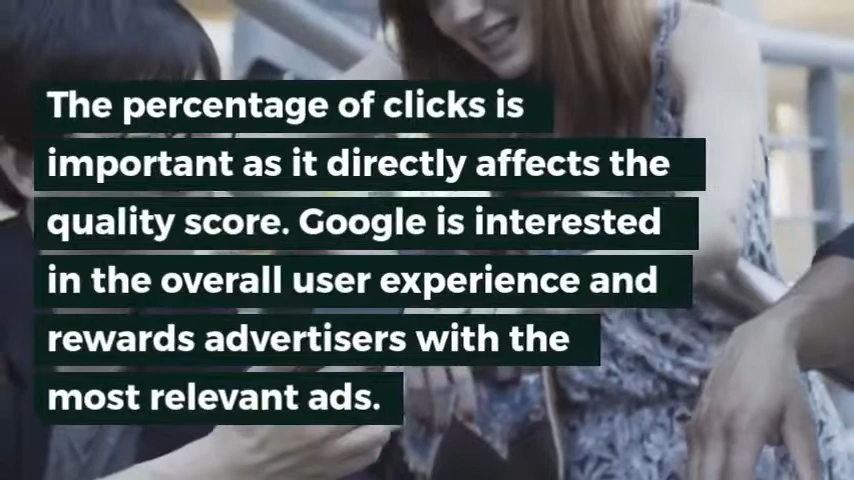 The percentage of clicks is
important as it directly affects the
quality score. Google is interested
in the overall user experience and
rewards advertisers with the
most relevant ads.